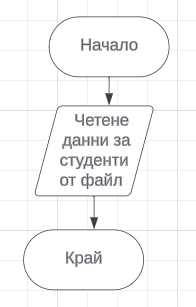 Начало
Четене
данни за
студенти
от файл
Край